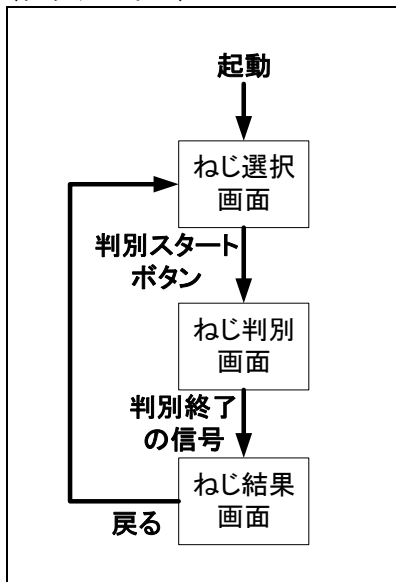 起動
ねじ選択
画面
判別スタート
ボタン
ねじ判別
画面
判別終了
の信号
ねじ結果
画面
戻る